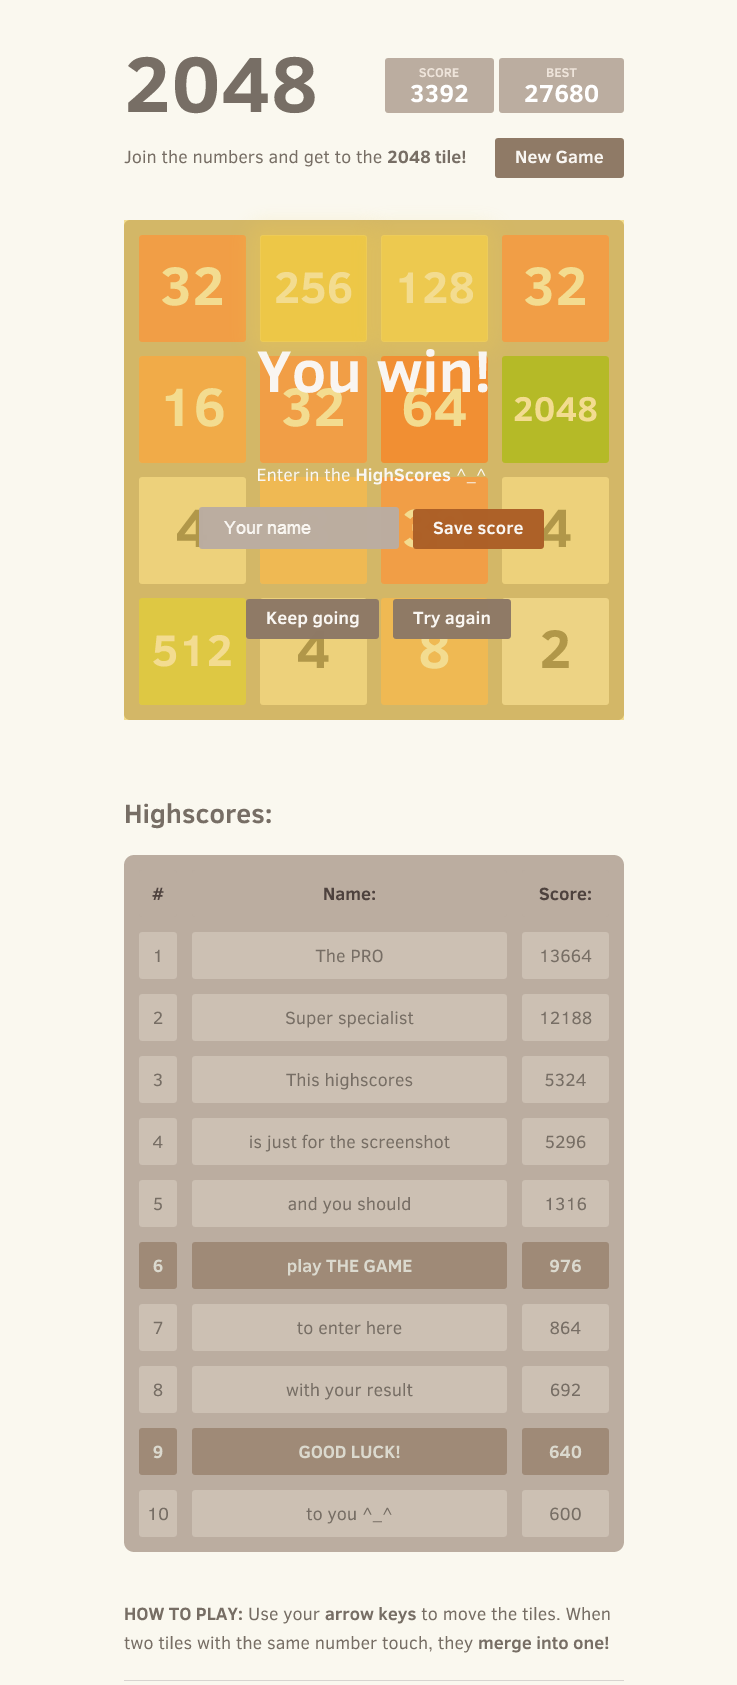 2048
SCORE
3392
BEST
27680
Join the numbers and get to the 2048 tile!
New Game
32 256 128 32
You win!
16 32 64 2048
Enter in the HighScores ^_^
4 4
Your name
Save score
Keep going
Try again
512 4 8 2
Highscores:
# Name: Score:
1 The PRO 13664
2 Super specialist 12188
3 This highscores 5324
4 is just for the screenshot 5296
5 and you should 1316
6 play THE GAME 976
7 to enter here 864
8 with your result 692
9 GOOD LUCK! 640
10 to you ^_^ 600
HOW TO PLAY: Use your arrow keys to move the tiles. When
two tiles with the same number touch, they merge into one!